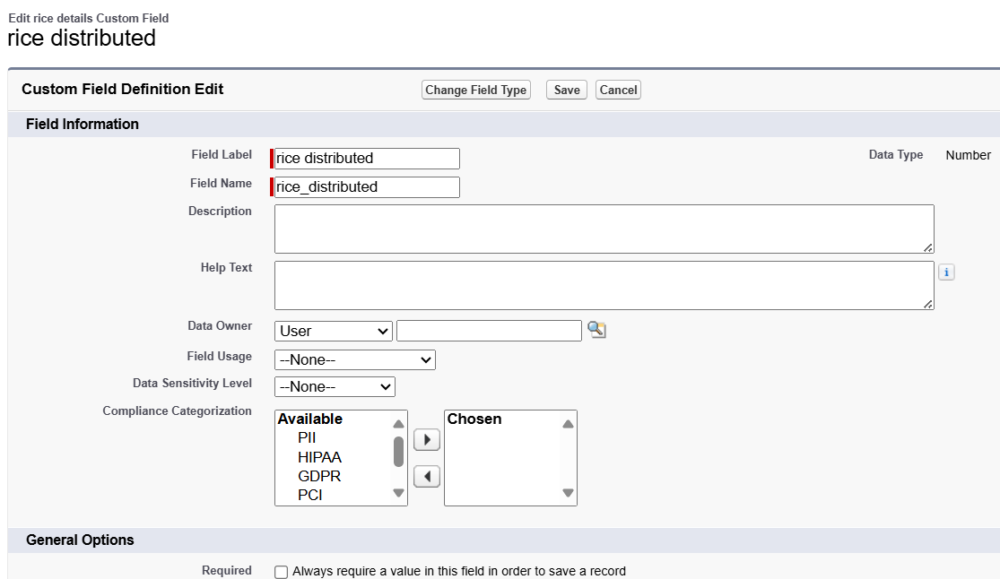 Edit rice details Custom Field
rice distributed
Custom Field Definition Edit
Change Field Type
Save
Cancel
Field Information
Field Label
rice distributed
Data Type
Number
Field Name
rice_distributed
Description
Help Text
i
Data Owner
User
Field Usage
--None--
Data Sensitivity Level
--None--
Compliance Categorization
Available
PII
HIPAA
GDPR
PCI
Chosen
General Options
Required
Always require a value in this field in order to save a record